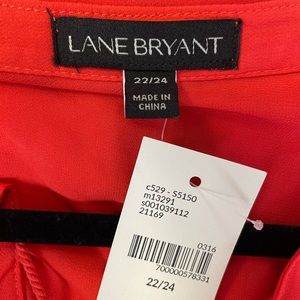 LANE BRYANT
22/24
MADE IN
CHINA
c529 - S5150
m13291
s001039112
21169
0316
700000578331
22/24